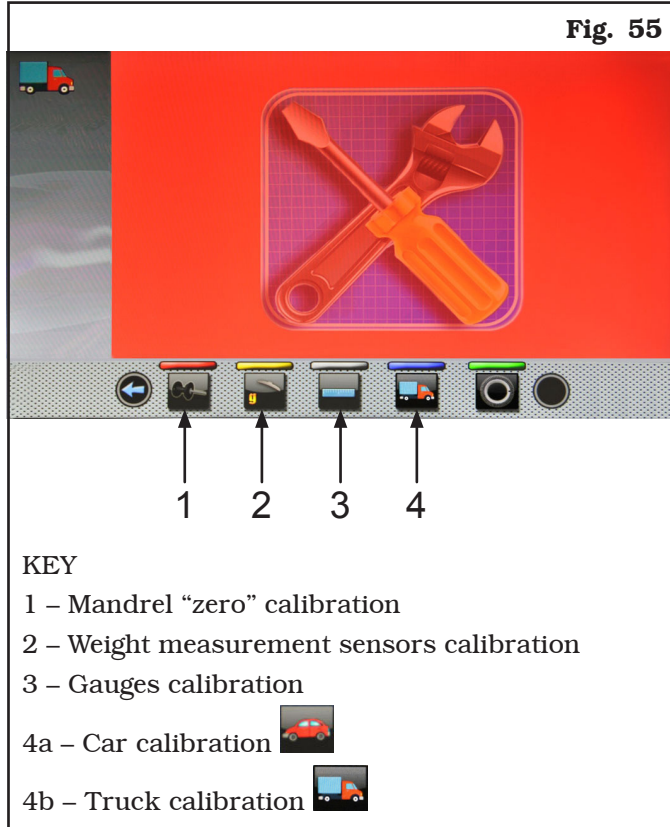 Fig. 55
g
1 2 3 4
KEY
1 – Mandrel “zero” calibration
2 – Weight measurement sensors calibration
3 – Gauges calibration
4a – Car calibration
4b – Truck calibration